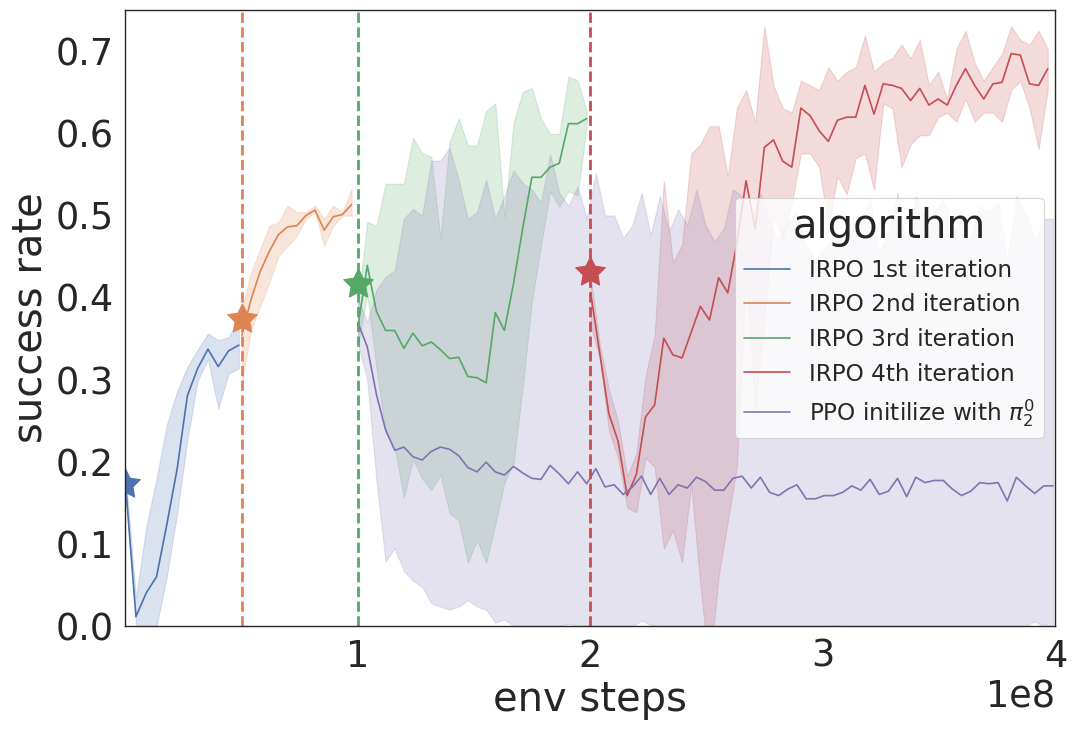 success rate
0.7
0.6
0.5
0.4
0.3
0.2
0.1
0.0
1
2
3
4
1e8
env steps
algorithm
IRPO 1st iteration
IRPO 2nd iteration
IRPO 3rd iteration
IRPO 4th iteration
PPO initilize with $\pi_2^0$